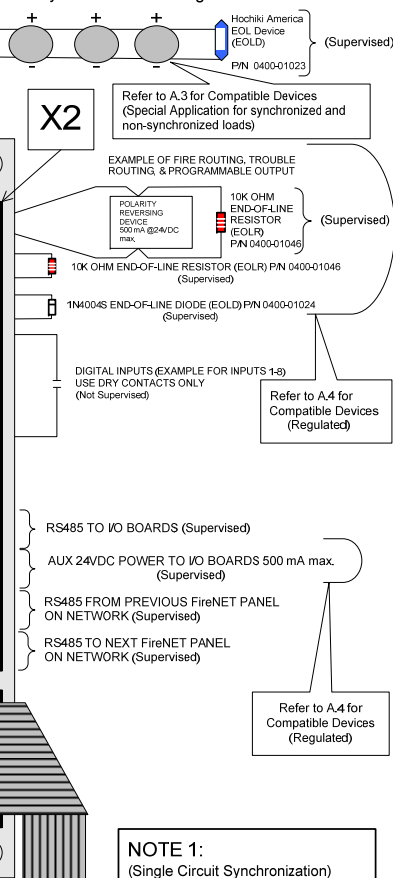 + + +
Hochiki America
EOL Device
(EOLD)
(Supervised)
P/N 0400-01023
– – –
Refer to A.3 for Compatible Devices
(Special Application for synchronized and
non-synchronized loads)
X2
EXAMPLE OF FIRE ROUTING, TROUBLE
ROUTING, & PROGRAMMABLE OUTPUT
POLARITY
REVERSING
DEVICE
500 mA @24VDC
max.
10K OHM
END-OF-LINE
RESISTOR
(EOLR)
P/N 0400-01046
(Supervised)
10K OHM END-OF-LINE RESISTOR (EOLR) P/N 0400-01046
(Supervised)
1N4004S END-OF-LINE DIODE (EOLD) P/N 0400-01024
(Supervised)
DIGITAL INPUTS (EXAMPLE FOR INPUTS 1-8)
USE DRY CONTACTS ONLY
(Not Supervised)
Refer to A.4 for
Compatible Devices
(Regulated)
RS485 TO I/O BOARDS (Supervised)
AUX 24VDC POWER TO I/O BOARDS 500 mA max.
(Supervised)
RS485 FROM PREVIOUS FireNET PANEL
ON NETWORK (Supervised)
RS485 TO NEXT FireNET PANEL
ON NETWORK (Supervised)
Refer to A.4 for
Compatible Devices
(Regulated)
NOTE 1:
(Single Circuit Synchronization)